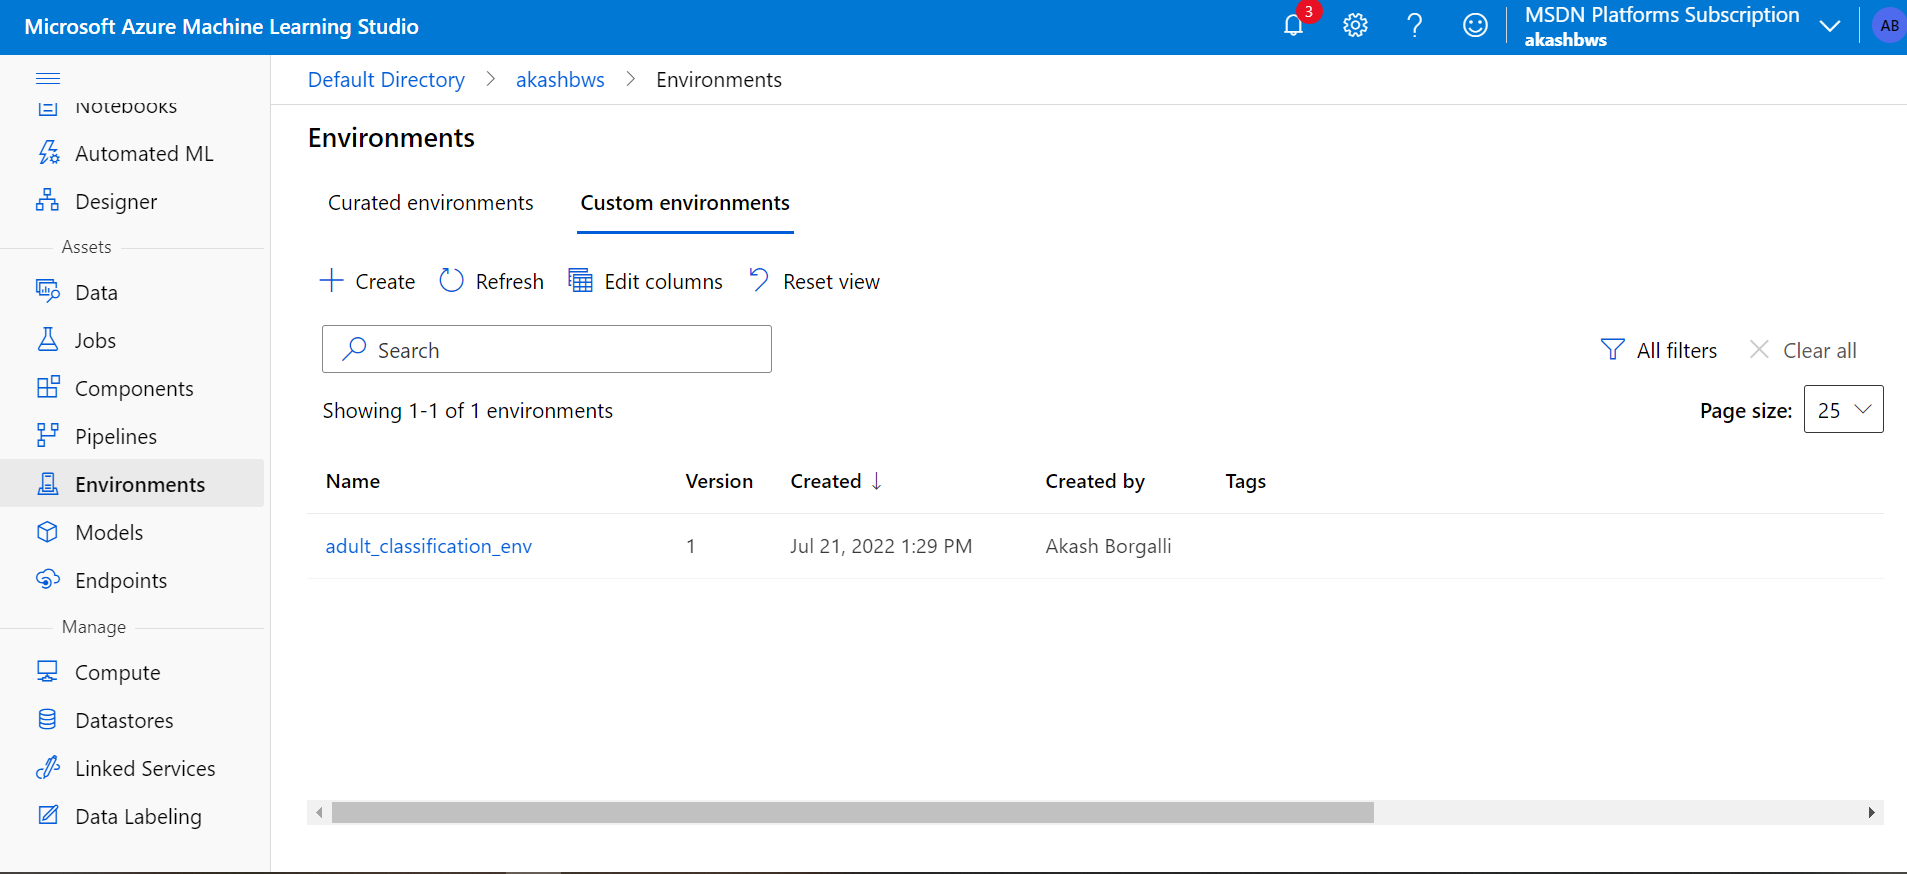 Microsoft Azure Machine Learning Studio
3
MSDN Platforms Subscription
akashbws
AB
Notebooks
Automated ML
Designer
Assets
Data
Jobs
Components
Pipelines
Environments
Models
Endpoints
Manage
Compute
Datastores
Linked Services
Data Labeling
Default Directory > akashbws > Environments
Environments
Curated environments Custom environments
Create Refresh Edit columns Reset view
Search
All filters Clear all
Showing 1-1 of 1 environments
Page size: 25
Name Version Created ↓ Created by Tags
adult_classification_env 1 Jul 21, 2022 1:29 PM Akash Borgalli